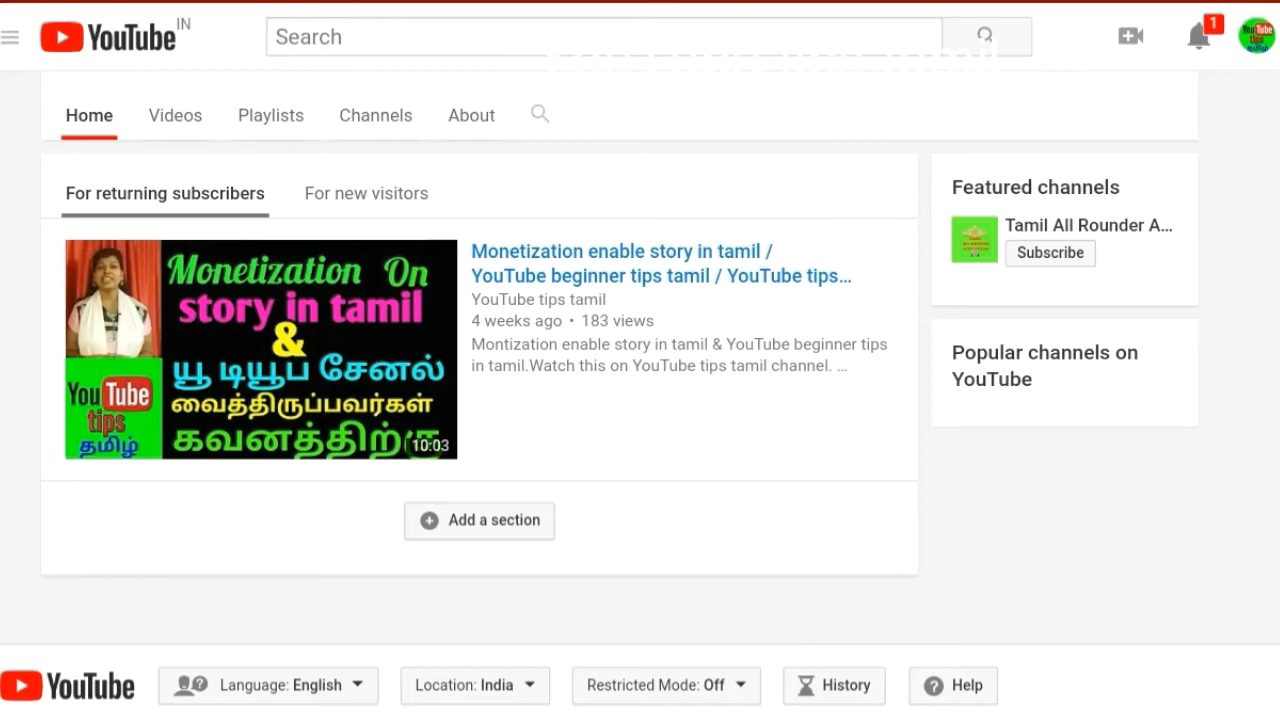 YouTube IN
Search
1
Home Videos Playlists Channels About
For returning subscribers For new visitors
Monetization On
story in tamil
&
யூ டியூப் சேனல்
வைத்திருப்பவர்கள்
You Tube
tips
தமிழ்
10:03
Monetization enable story in tamil /
YouTube beginner tips tamil / YouTube tips...
YouTube tips tamil
4 weeks ago • 183 views
Montization enable story in tamil & YouTube beginner tips
in tamil.Watch this on YouTube tips tamil channel. ...
Add a section
Featured channels
Tamil All Rounder A...
Subscribe
Popular channels on
YouTube
YouTube Language: English Location: India Restricted Mode: Off History Help